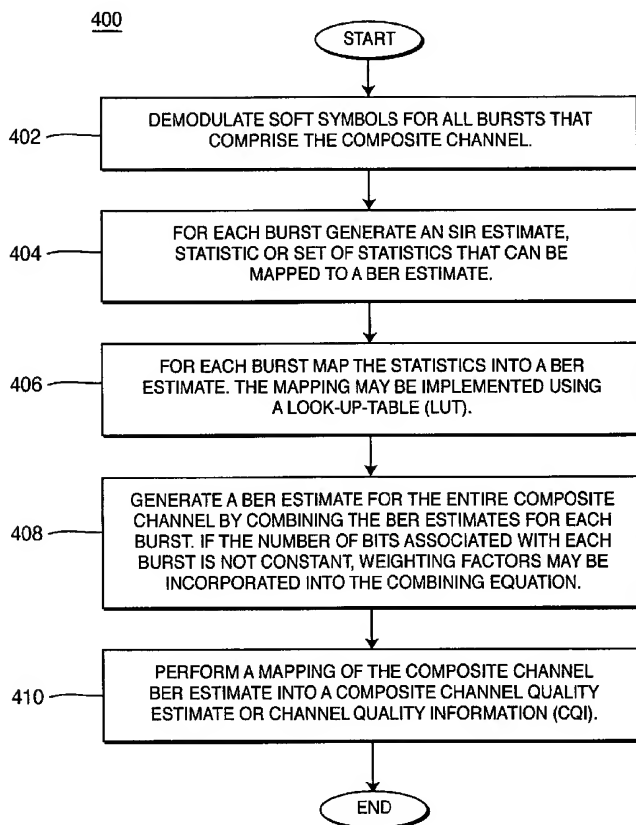 400
START
402
DEMODULATE SOFT SYMBOLS FOR ALL BURSTS THAT
COMPRISE THE COMPOSITE CHANNEL.
404
FOR EACH BURST GENERATE AN SIR ESTIMATE,
STATISTIC OR SET OF STATISTICS THAT CAN BE
MAPPED TO A BER ESTIMATE.
406
FOR EACH BURST MAP THE STATISTICS INTO A BER
ESTIMATE. THE MAPPING MAY BE IMPLEMENTED USING
A LOOK-UP-TABLE (LUT).
408
GENERATE A BER ESTIMATE FOR THE ENTIRE COMPOSITE
CHANNEL BY COMBINING THE BER ESTIMATES FOR EACH
BURST. IF THE NUMBER OF BITS ASSOCIATED WITH EACH
BURST IS NOT CONSTANT, WEIGHTING FACTORS MAY BE
INCORPORATED INTO THE COMBINING EQUATION.
410
PERFORM A MAPPING OF THE COMPOSITE CHANNEL
BER ESTIMATE INTO A COMPOSITE CHANNEL QUALITY
ESTIMATE OR CHANNEL QUALITY INFORMATION (CQI).
END